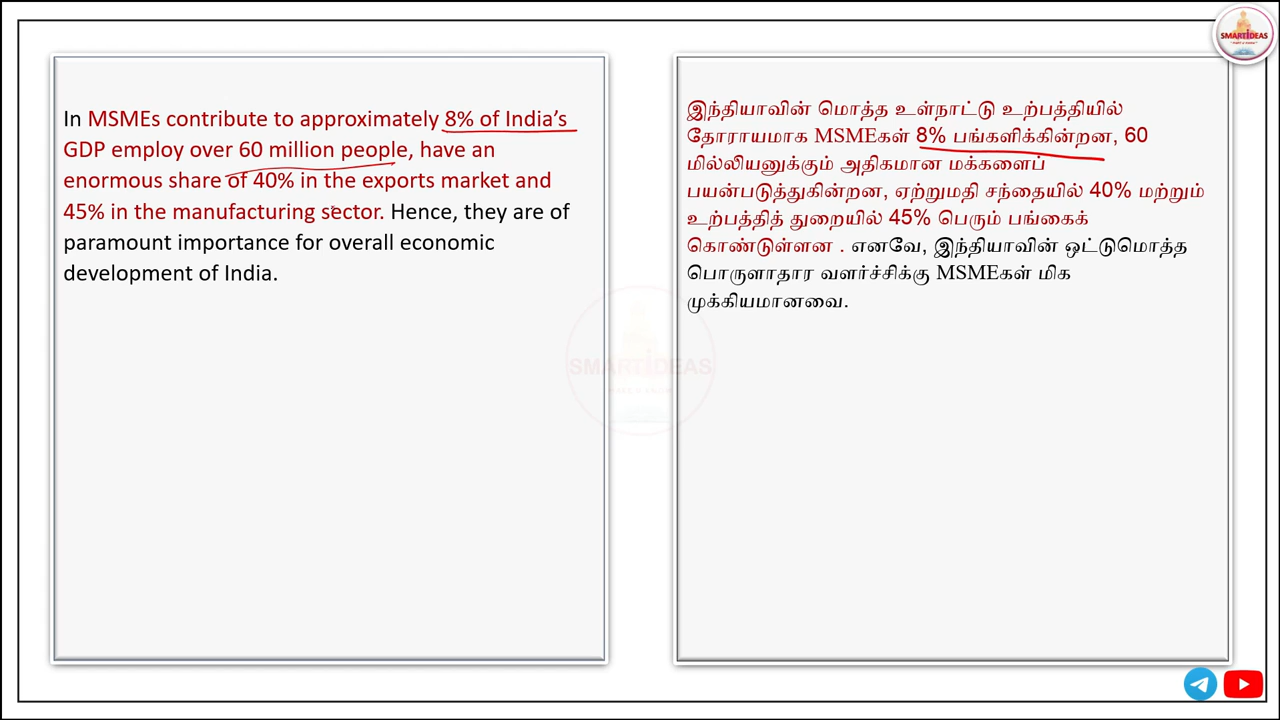 SMARTIDEAS
In MSMEs contribute to approximately 8% of India's
GDP employ over 60 million people, have an
enormous share of 40% in the exports market and
45% in the manufacturing sector. Hence, they are of
paramount importance for overall economic
development of India.
இந்தியாவின் மொத்த உள்நாட்டு உற்பத்தியில்
தோராயமாக MSMEகள் 8% பங்களிக்கின்றன, 60
மில்லியனுக்கும் அதிகமான மக்களைப்
பயன்படுத்துகின்றன, ஏற்றுமதி சந்தையில் 40% மற்றும்
உற்பத்தித் துறையில் 45% பெரும் பங்கைக்
கொண்டுள்ளன . எனவே, இந்தியாவின் ஒட்டுமொத்த
பொருளாதார வளர்ச்சிக்கு MSMEகள் மிக
முக்கியமானவை.
SMARTIDEAS